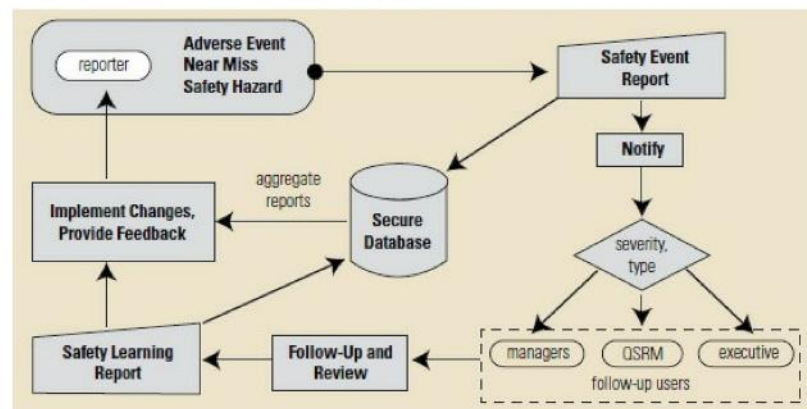 reporter
Adverse Event
Near Miss
Safety Hazard
Safety Event
Report
Notify
severity,
type
managers
QSRM
executive
follow-up users
Follow-Up and
Review
Safety Learning
Report
Secure
Database
aggregate
reports
Implement Changes,
Provide Feedback